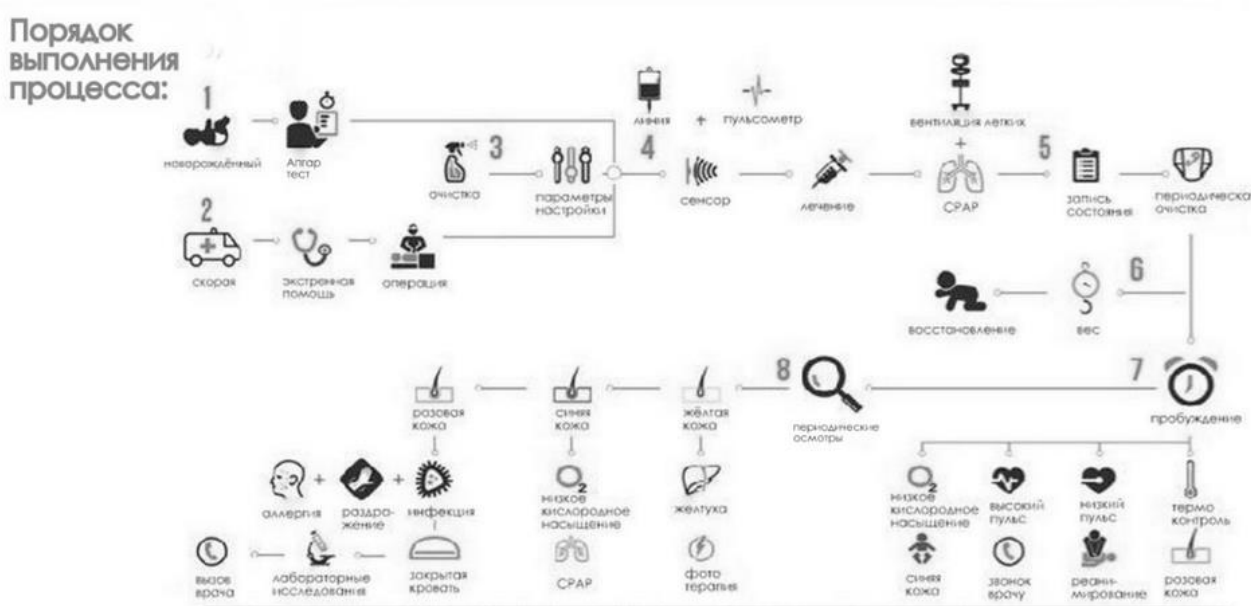 Порядок
выполнения
процесса:
1
новорождённый
Апгар
тест
2
скорая
экстренная
помощь
операция
3
очистка
параметры
настройки
4
линия
+
пульсометр
сенсор
лечение
вентиляция легких
+
CPAP
5
запись
состояния
периодическа
очистка
6
вес
восстановление
7
пробуждение
низкое
кислородное
насыщение
O2
высокий
пульс
низкий
пульс
термо
контроль
синяя
кожа
звонок
врачу
реани-
мирование
розовая
кожа
8
периодические
осмотры
жёлтая
кожа
синяя
кожа
розовая
кожа
желтуха
фото
терапия
O2
низкое
кислородное
насыщение
CPAP
аллергия
+
раздра-
жение
+
инфекция
закрытая
кровать
лабораторные
исследования
вызов
врача